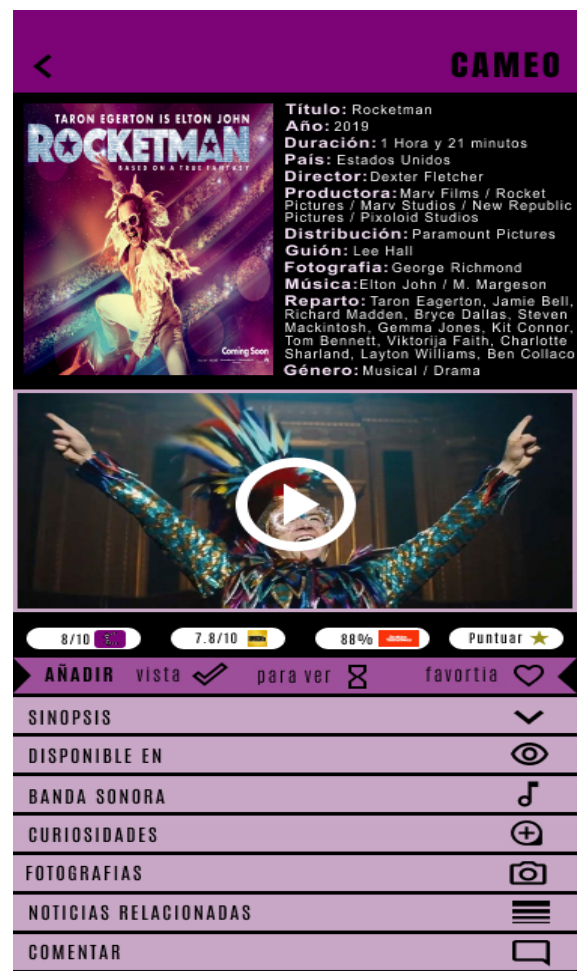 CAMEO
TARON EGERTON IS ELTON JOHN
ROCKETMAN
BASED ON A TRUE FANTASY
Coming Soon
Título: Rocketman
Año: 2019
Duración: 1 Hora y 21 minutos
País: Estados Unidos
Director: Dexter Fletcher
Productora: Marv Films / Rocket
Pictures / Marv Studios / New Republic
Pictures / Pixoloid Studios
Distribución: Paramount Pictures
Guión: Lee Hall
Fotografia: George Richmond
Música: Elton John / M. Margeson
Reparto: Taron Eagerton, Jamie Bell,
Richard Madden, Bryce Dallas, Steven
Mackintosh, Gemma Jones, Kit Connor,
Tom Bennett, Viktorija Faith, Charlotte
Sharland, Layton Williams, Ben Collaco
Género: Musical / Drama
8/10
7.8/10
88%
Puntuar
AÑADIR vista para ver favortia
SINOPSIS
DISPONIBLE EN
BANDA SONORA
CURIOSIDADES
FOTOGRAFIAS
NOTICIAS RELACIONADAS
COMENTAR